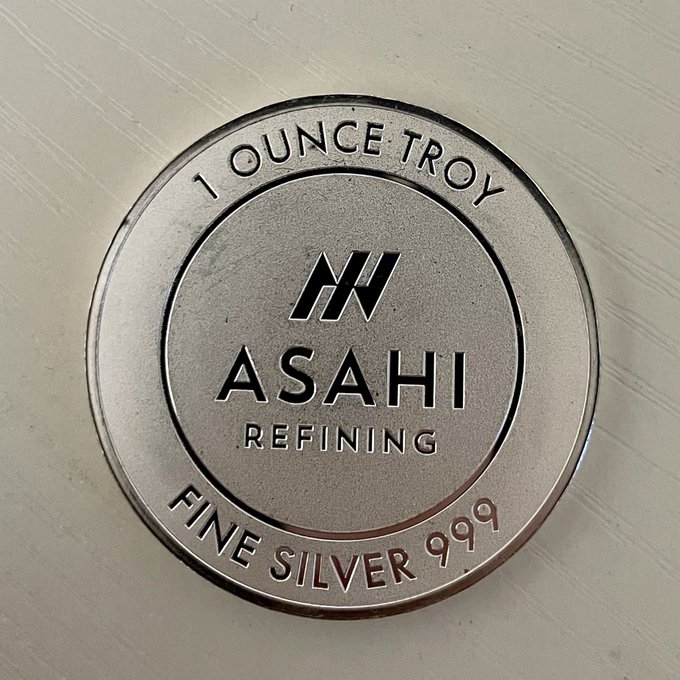 1 OUNCE TROY
ASAHI
REFINING
FINE SILVER 999